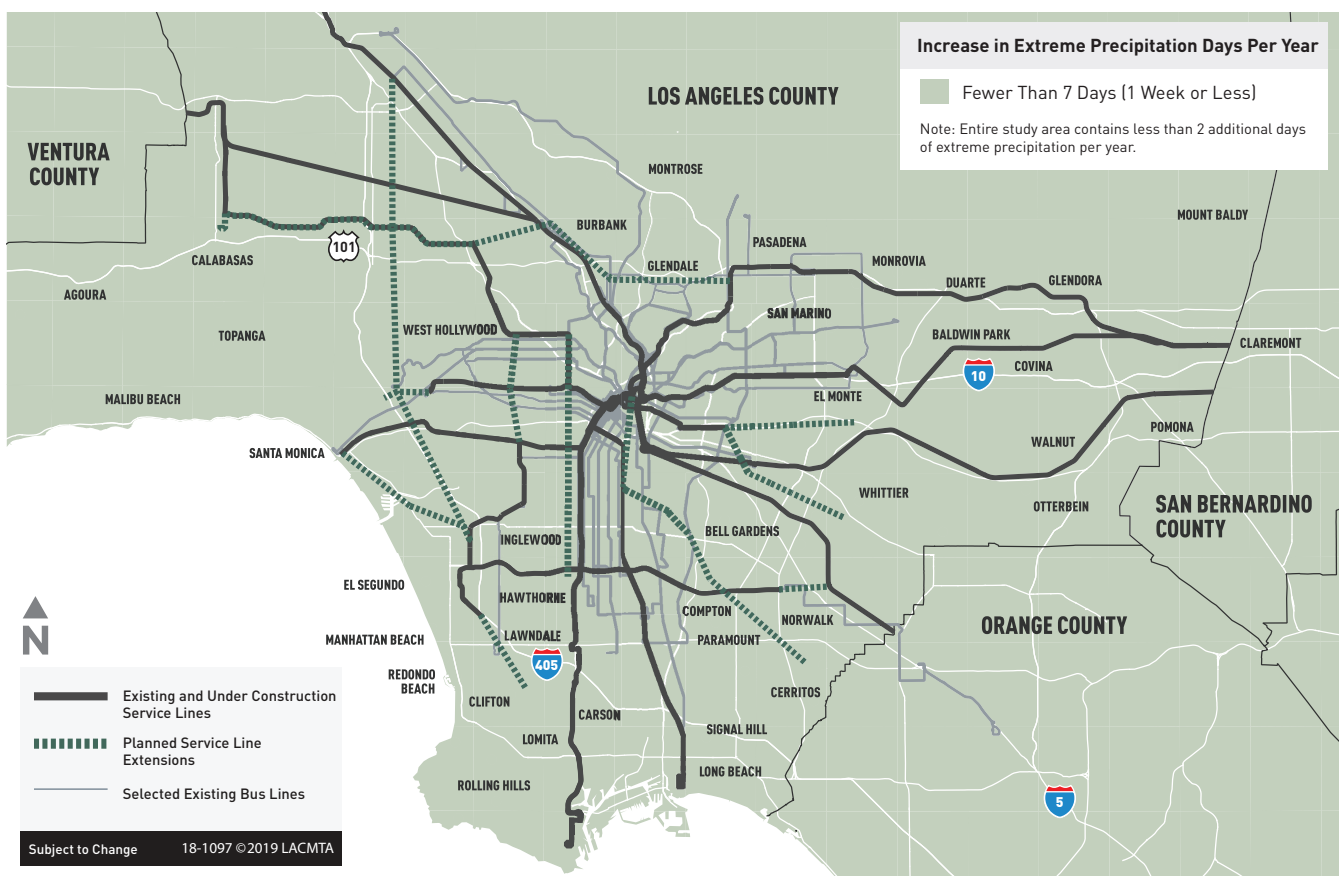 Increase in Extreme Precipitation Days Per Year
Fewer Than 7 Days (1 Week or Less)
Note: Entire study area contains less than 2 additional days
of extreme precipitation per year.
LOS ANGELES COUNTY
VENTURA
COUNTY
MONTROSE
MOUNT BALDY
BURBANK
101
PASADENA
CALABASAS
GLENDALE
MONROVIA
DUARTE
GLENDORA
AGOURA
SAN MARINO
WEST HOLLYWOOD
TOPANGA
BALDWIN PARK
CLAREMONT
COVINA
10
MALIBU BEACH
EL MONTE
POMONA
WALNUT
SANTA MONICA
WHITTIER
OTTERBEIN
SAN BERNARDINO
COUNTY
BELL GARDENS
INGLEWOOD
EL SEGUNDO
HAWTHORNE
COMPTON
NORWALK
ORANGE COUNTY
MANHATTAN BEACH
LAWNDALE
PARAMOUNT
405
REDONDO
BEACH
CERRITOS
CLIFTON
CARSON
SIGNAL HILL
LOMITA
LONG BEACH
ROLLING HILLS
5
N
Existing and Under Construction
Service Lines
Planned Service Line
Extensions
Selected Existing Bus Lines
Subject to Change 18-1097 ©2019 LACMTA